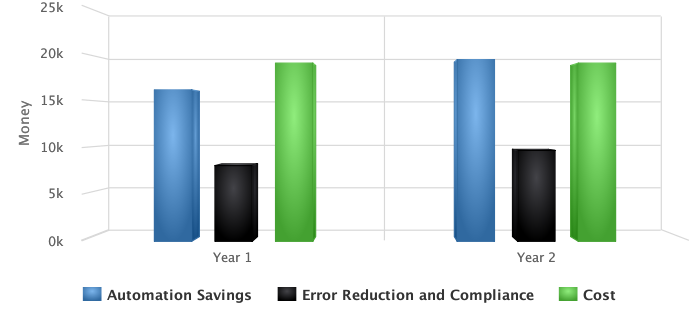 25k
20k
15k
10k
5k
0k
Money
Year 1
Year 2
Automation Savings
Error Reduction and Compliance
Cost